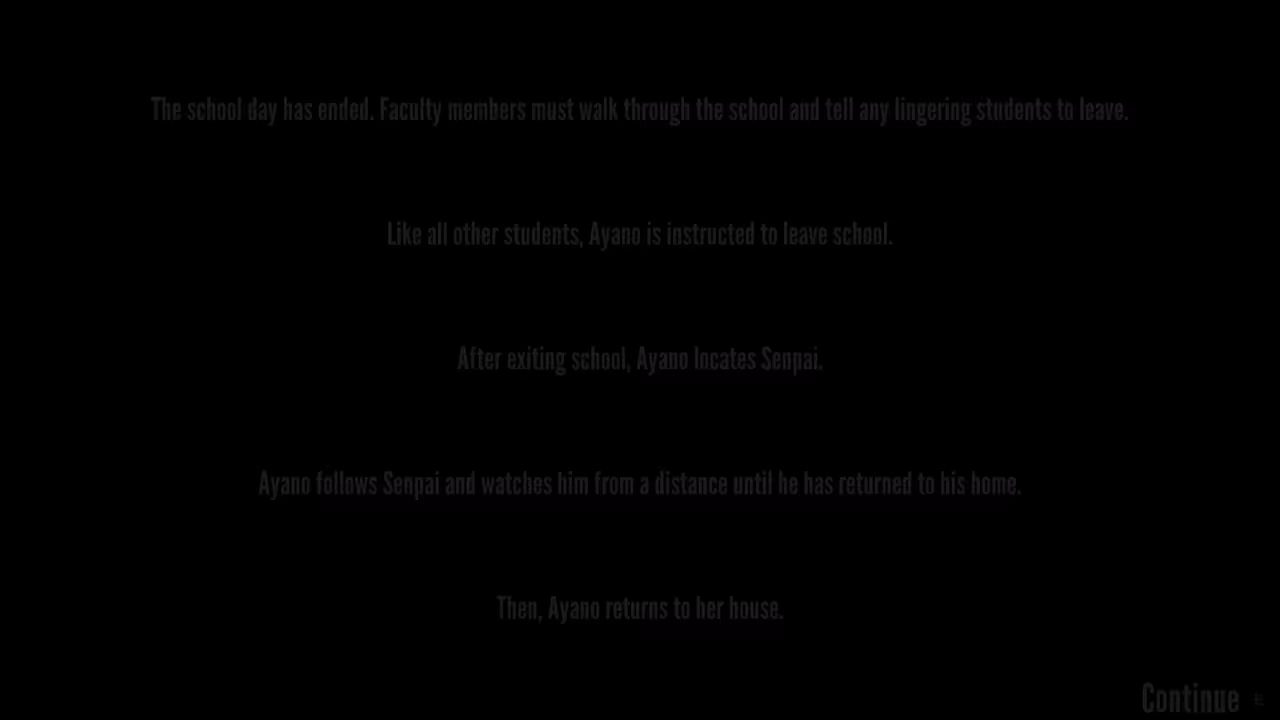 The school day has ended. Faculty members must walk through the school and tell any lingering students to leave.
Like all other students, Ayano is instructed to leave school.
After exiting school, Ayano locates Senpai.
Ayano follows Senpai and watches him from a distance until he has returned to his home.
Then, Ayano returns to her house.
Continue E